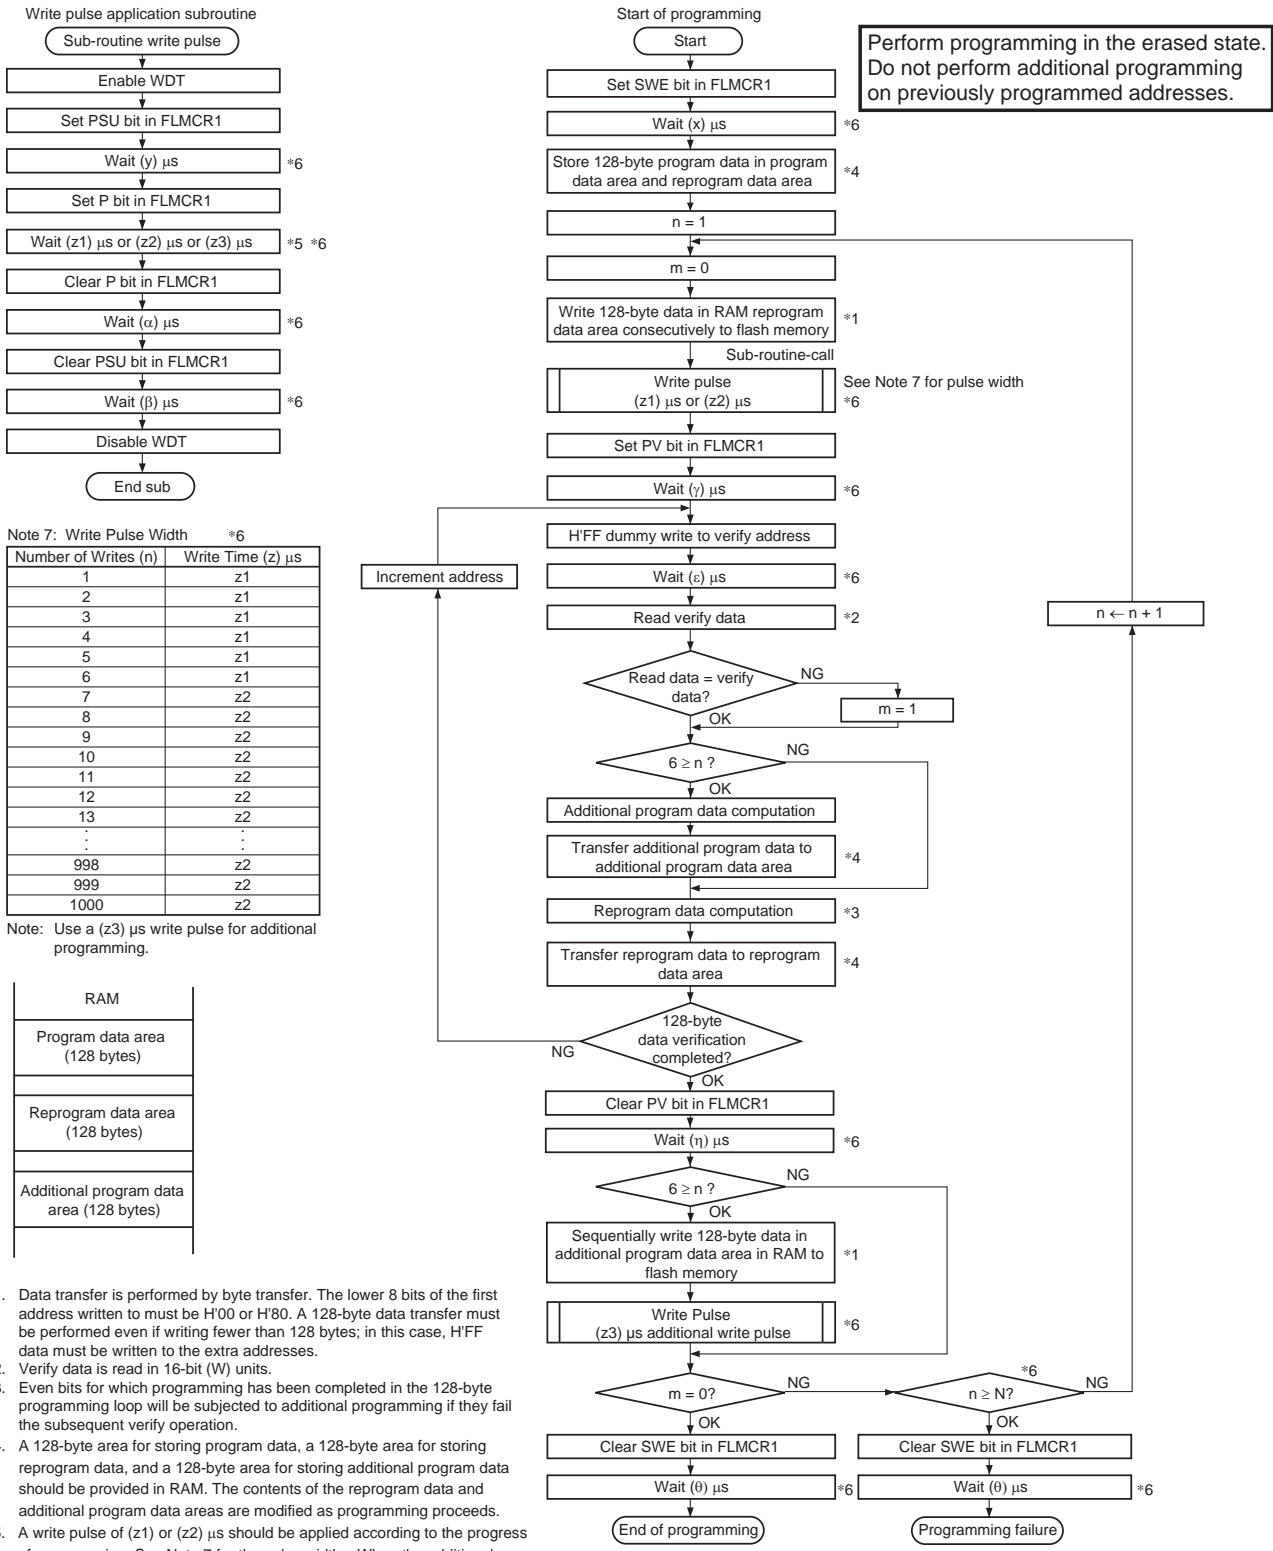 Write pulse application subroutine
Sub-routine write pulse
Enable WDT
Set PSU bit in FLMCR1
Wait (y) μs
*6
Set P bit in FLMCR1
Wait (z1) μs or (z2) μs or (z3) μs
*5 *6
Clear P bit in FLMCR1
Wait (α) μs
*6
Clear PSU bit in FLMCR1
Wait (β) μs
*6
Disable WDT
End sub
Note 7: Write Pulse Width *6
Number of Writes (n) Write Time (z) μs
1 z1
2 z1
3 z1
4 z1
5 z1
6 z1
7 z2
8 z2
9 z2
10 z2
11 z2
12 z2
13 z2
: :
998 z2
999 z2
1000 z2
Note: Use a (z3) μs write pulse for additional
programming.
RAM
Program data area
(128 bytes)
Reprogram data area
(128 bytes)
Additional program data
area (128 bytes)
Start of programming
Start
Set SWE bit in FLMCR1
Wait (x) μs
*6
Store 128-byte program data in program
data area and reprogram data area
*4
n = 1
m = 0
Write 128-byte data in RAM reprogram
data area consecutively to flash memory
*1
Sub-routine-call
Write pulse
(z1) μs or (z2) μs
See Note 7 for pulse width
*6
Set PV bit in FLMCR1
Wait (γ) μs
*6
H'FF dummy write to verify address
Increment address
Wait (ε) μs
*6
Read verify data
*2
n ← n + 1
Read data = verify
data?
NG
m = 1
OK
6 ≥ n ?
NG
OK
Additional program data computation
Transfer additional program data to
additional program data area
*4
Reprogram data computation
*3
Transfer reprogram data to reprogram
data area
*4
128-byte
data verification
completed?
NG
OK
Clear PV bit in FLMCR1
Wait (η) μs
*6
6 ≥ n ?
NG
OK
Sequentially write 128-byte data in
additional program data area in RAM to
flash memory
*1
Write Pulse
(z3) μs additional write pulse
*6
m = 0?
NG
*6
n ≥ N?
NG
OK
OK
Clear SWE bit in FLMCR1
Clear SWE bit in FLMCR1
Wait (θ) μs
*6
Wait (θ) μs
*6
End of programming
Programming failure
Perform programming in the erased state.
Do not perform additional programming
on previously programmed addresses.
. Data transfer is performed by byte transfer. The lower 8 bits of the first
address written to must be H'00 or H'80. A 128-byte data transfer must
be performed even if writing fewer than 128 bytes; in this case, H'FF
data must be written to the extra addresses.
. Verify data is read in 16-bit (W) units.
. Even bits for which programming has been completed in the 128-byte
programming loop will be subjected to additional programming if they fail
the subsequent verify operation.
. A 128-byte area for storing program data, a 128-byte area for storing
reprogram data, and a 128-byte area for storing additional program data
should be provided in RAM. The contents of the reprogram data and
additional program data areas are modified as programming proceeds.
. A write pulse of (z1) or (z2) μs should be applied according to the progress